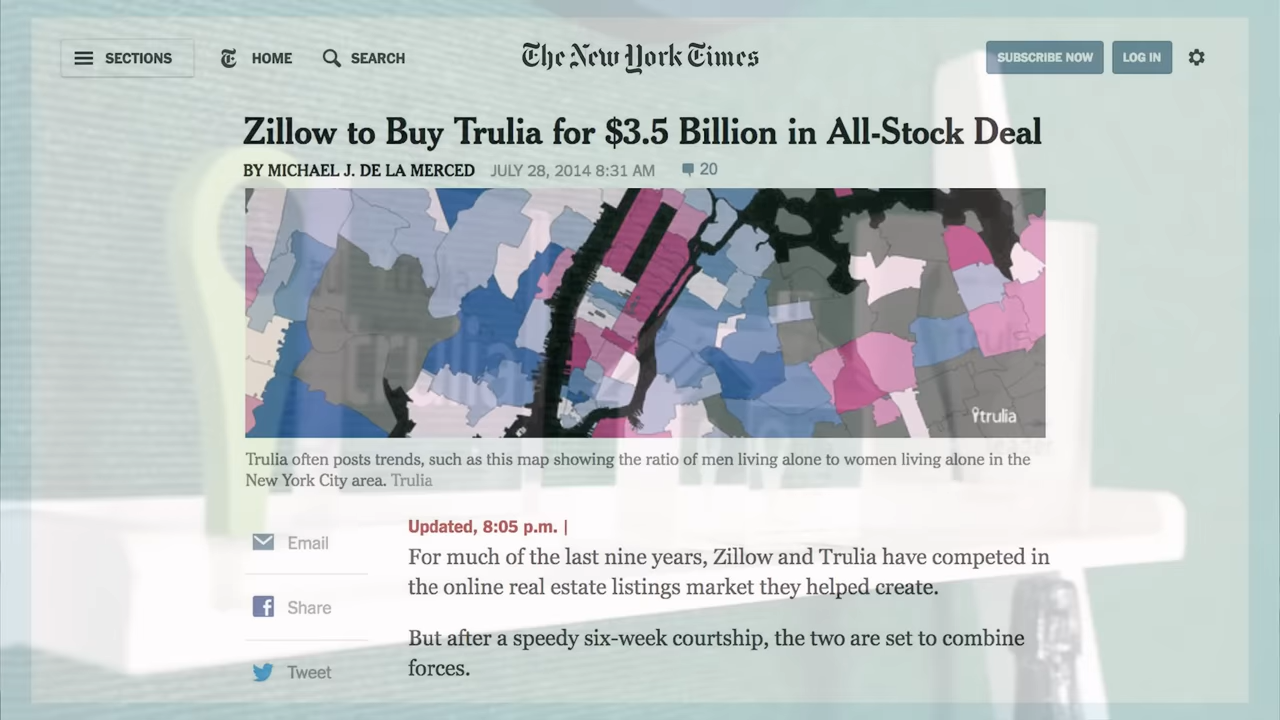 SECTIONS HOME SEARCH The New York Times SUBSCRIBE NOW LOG IN
Zillow to Buy Trulia for $3.5 Billion in All-Stock Deal
BY MICHAEL J. DE LA MERCED JULY 28, 2014 8:31 AM 20
trulia
trulia
Trulia often posts trends, such as this map showing the ratio of men living alone to women living alone in the
New York City area. Trulia
Updated, 8:05 p.m. |
Email
For much of the last nine years, Zillow and Trulia have competed in
the online real estate listings market they helped create.
Share
But after a speedy six-week courtship, the two are set to combine
forces.
Tweet